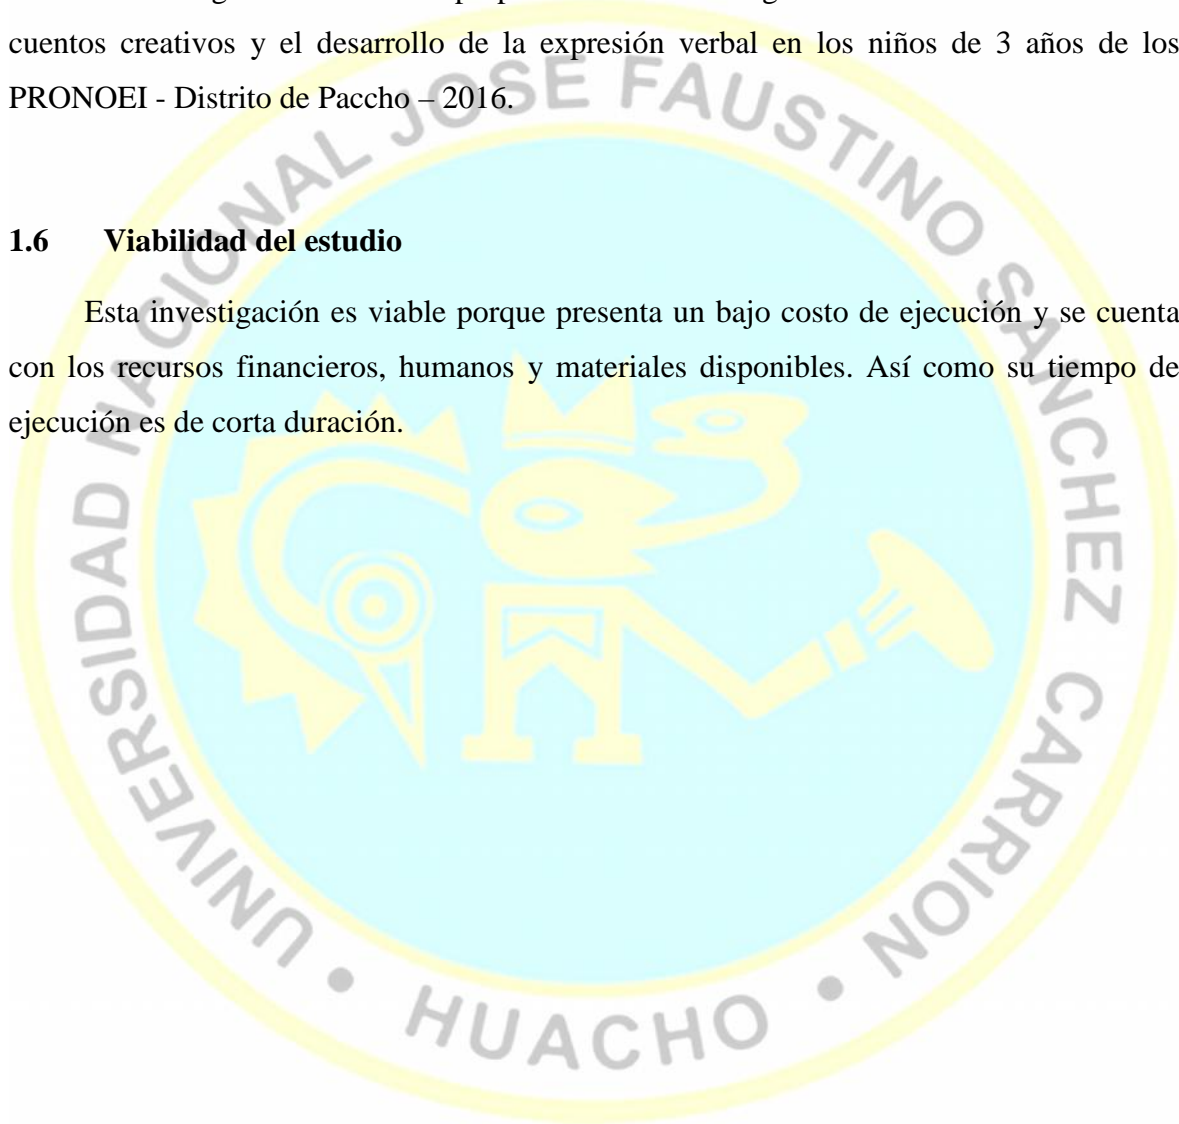 cuentos creativos y el desarrollo de la expresión verbal en los niños de 3 años de los
PRONOEI - Distrito de Paccho – 2016.
1.6 Viabilidad del estudio
Esta investigación es viable porque presenta un bajo costo de ejecución y se cuenta
con los recursos financieros, humanos y materiales disponibles. Así como su tiempo de
ejecución es de corta duración.
UNIVERSIDAD NACIONAL JOSE FAUSTINO SANCHEZ CARRION • HUACHO •